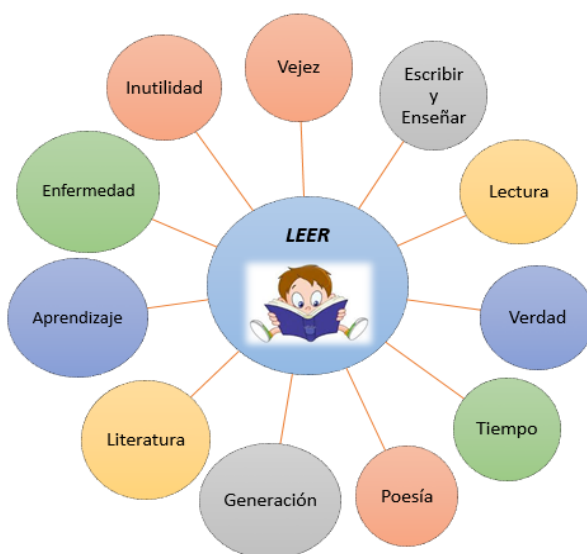 Vejez
Escribir
y
Enseñar
Inutilidad
Lectura
Enfermedad
LEER
Aprendizaje
Verdad
Literatura
Tiempo
Generación
Poesía